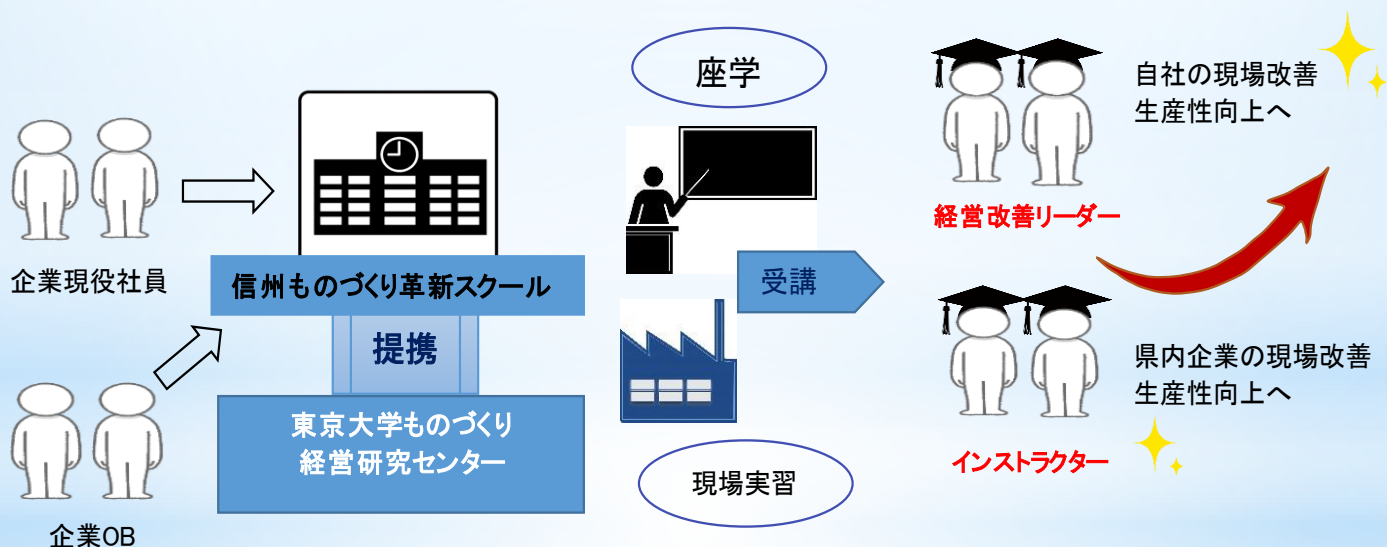 企業現役社員
企業OB
信州ものづくり革新スクール
提携
東京大学ものづくり
経営研究センター
座学
受講
現場実習
経営改善リーダー
自社の現場改善
生産性向上へ
インストラクター
県内企業の現場改善
生産性向上へ